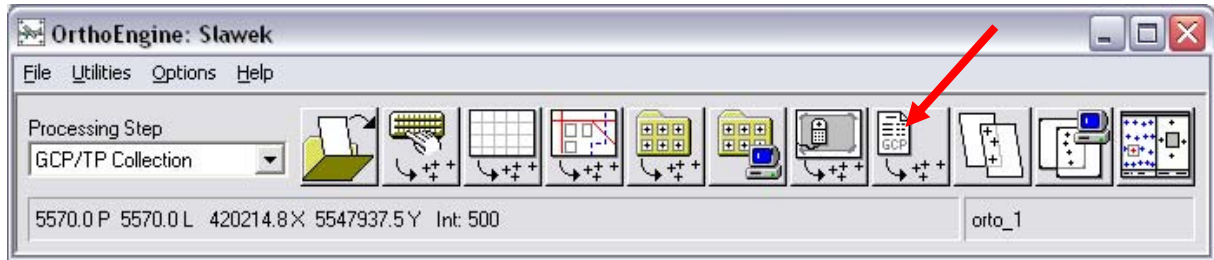 OrthoEngine: Slawek
File Utilities Options Help
Processing Step
GCP/TP Collection
GCP
5570.0 P 5570.0 L 420214.8 X 5547937.5 Y Int: 500
orto_1